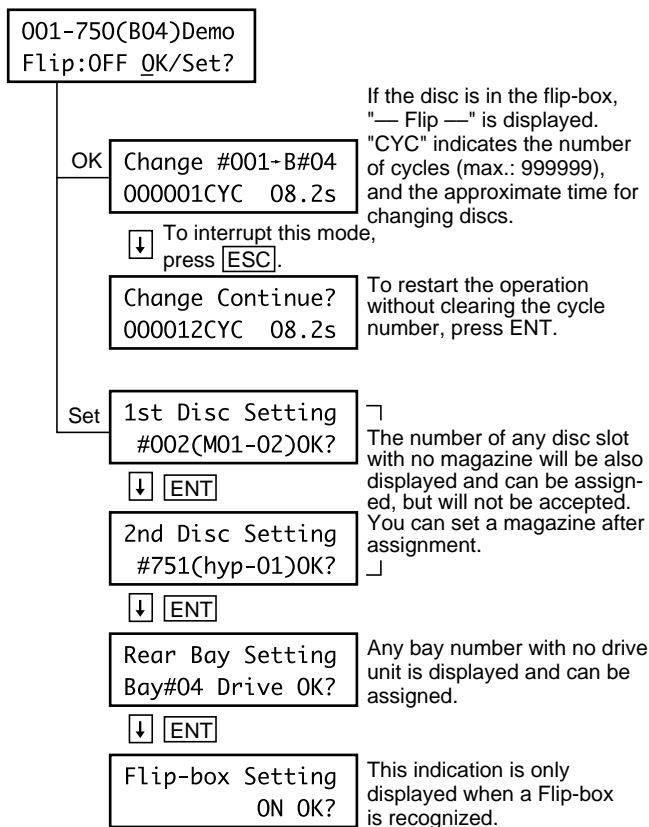 001-750(B04)Demo
Flip:OFF OK/Set?
If the disc is in the flip-box,
"— Flip —" is displayed.
"CYC" indicates the number
of cycles (max.: 999999),
and the approximate time for
changing discs.
OK
Change #001→B#04
000001CYC 08.2s
↓ To interrupt this mode,
press ESC.
Change Continue?
000012CYC 08.2s
To restart the operation
without clearing the cycle
number, press ENT.
Set
1st Disc Setting
#002(M01-02)OK?
↓ ENT
2nd Disc Setting
#751(hyp-01)OK?
The number of any disc slot
with no magazine will be also
displayed and can be assign-
ed, but will not be accepted.
You can set a magazine after
assignment.
↓ ENT
Rear Bay Setting
Bay#04 Drive OK?
Any bay number with no drive
unit is displayed and can be
assigned.
↓ ENT
Flip-box Setting
ON OK?
This indication is only
displayed when a Flip-box
is recognized.